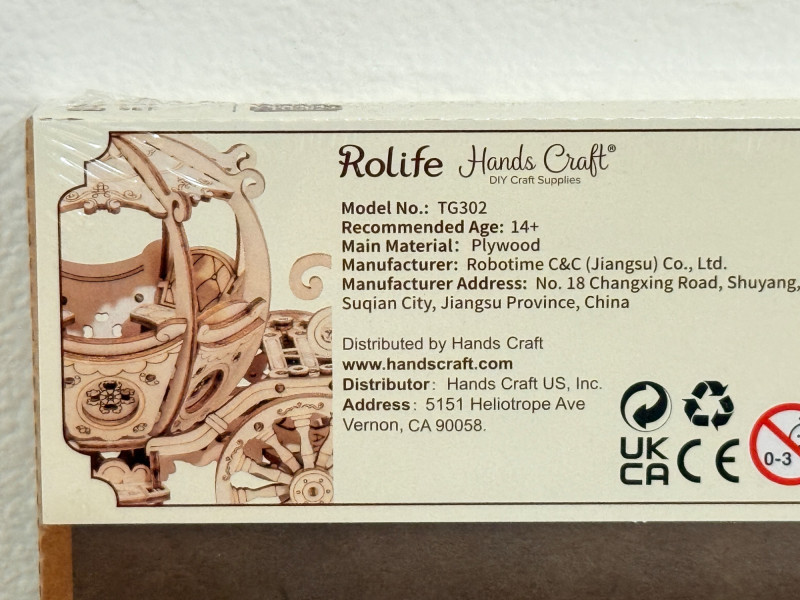 Rolife Hands Craft®
DIY Craft Supplies
Model No.: TG302
Recommended Age: 14+
Main Material: Plywood
Manufacturer: Robotime C&C (Jiangsu) Co., Ltd.
Manufacturer Address: No. 18 Changxing Road, Shuyang,
Suqian City, Jiangsu Province, China
Distributed by Hands Craft
www.handscraft.com
Distributor: Hands Craft US, Inc.
Address: 5151 Heliotrope Ave
Vernon, CA 90058.
UK
CA CE 0-3